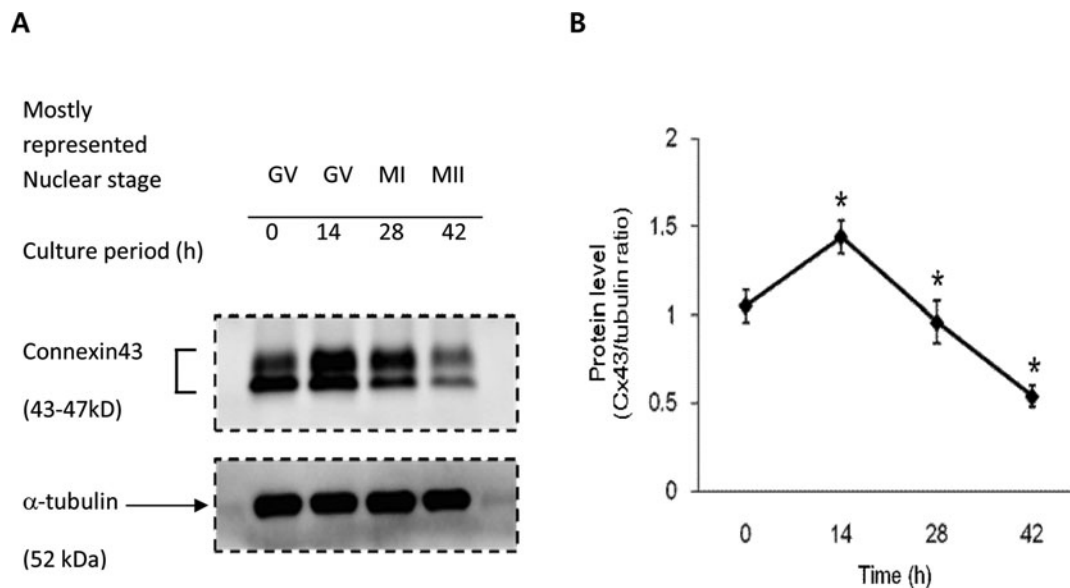 A
Mostly
represented
Nuclear stage
GV GV MI MII
Culture period (h)
0 14 28 42
Connexin43
(43-47kD)
α-tubulin
(52 kDa)
B
Protein level
(Cx43/tubulin ratio)
2
1.5
1
0.5
0
* * *
0 14 28 42
Time (h)